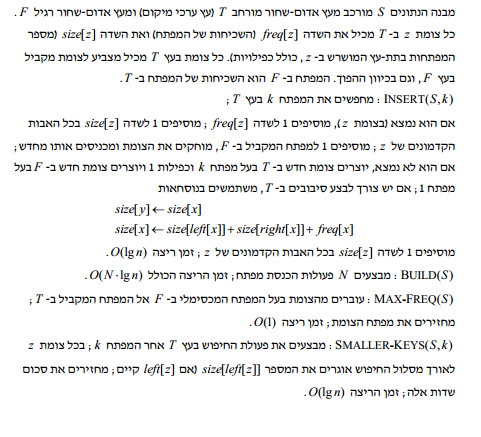 מבנה הנתונים S מורכב מעץ אדום-שחור מורחב T (עץ ערכי מיקום) ומעץ אדום-שחור רגיל F.
כל צומת z ב- T מכיל את השדה freq[z] (השכיחות של המפתח) ואת השדה size[z] (מספר
המפתחות בתת-עץ המושרש ב- z, כולל כפילויות). כל צומת בעץ T מכיל מצביע לצומת מקביל
בעץ F, וגם בכיוון ההפוך. המפתח ב- F הוא השכיחות של המפתח ב- T.
INSERT(S,k) : מחפשים את המפתח k בעץ T;
אם הוא נמצא (בצומת z), מוסיפים 1 לשדה freq[z]; מוסיפים 1 לשדה size[z] בכל האבות
הקדמונים של z; מוסיפים 1 למפתח המקביל ב- F, מוחקים את הצומת ומכניסים אותו מחדש;
אם הוא לא נמצא, יוצרים צומת חדש ב- T בעל מפתח k וכפילות 1 ויוצרים צומת חדש ב- F בעל
מפתח 1; אם יש צורך לבצע סיבובים ב- T, משתמשים בנוסחאות
size[y] ← size[x]
size[x] ← size[left[x]] + size[right[x]] + freq[x]
מוסיפים 1 לשדה size[z] בכל האבות הקדמונים של z; זמן ריצה O(lg n).
BUILD(S) : מבצעים N פעולות הכנסת מפתח; זמן הריצה הכולל O(N·lg n).
MAX-FREQ(S) : עוברים מהצומת בעל המפתח המכסימלי ב- F אל המפתח המקביל ב- T;
מחזירים את מפתח הצומת; זמן ריצה O(1).
SMALLER-KEYS(S,k) : מבצעים את פעולת החיפוש בעץ T אחר המפתח k; בכל צומת z
לאורך מסלול החיפוש אוגרים את המספר size[left[z]] (אם left[z] קיים); מחזירים את סכום
שדות אלה; זמן הריצה O(lg n).